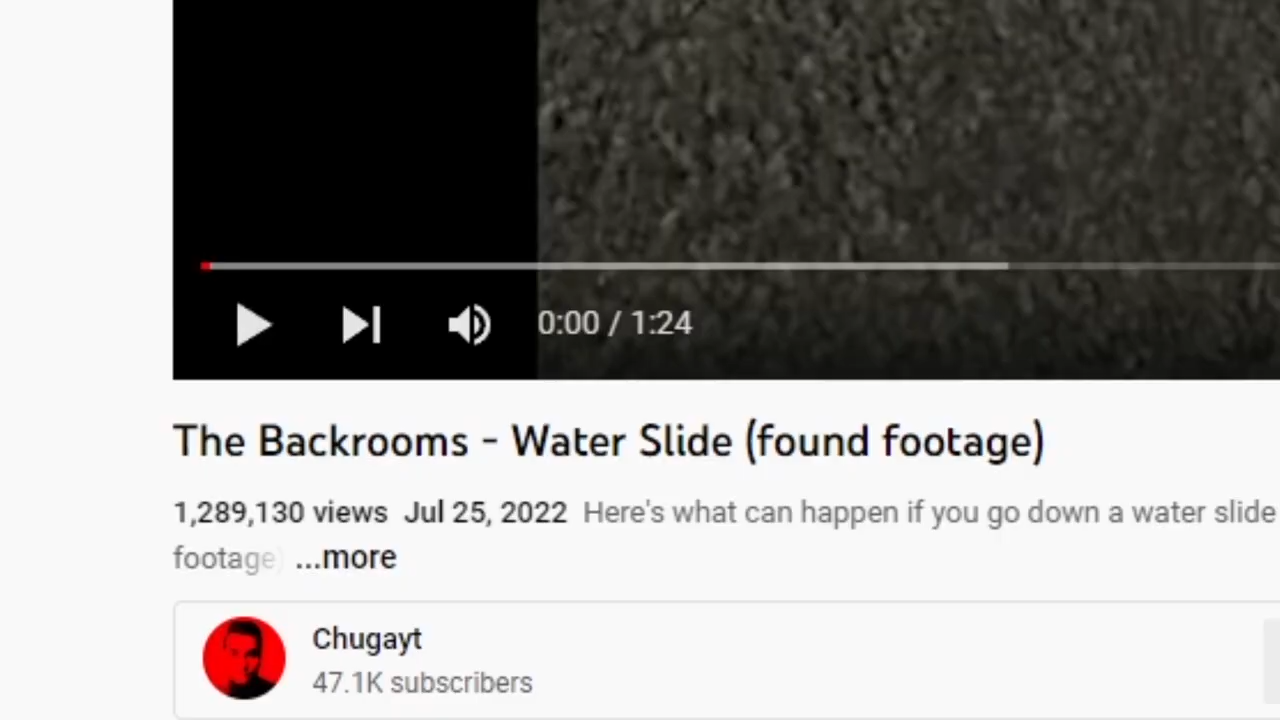 0:00 / 1:24
The Backrooms - Water Slide (found footage)
1,289,130 views Jul 25, 2022 Here's what can happen if you go down a water slide
footage) ...more
Chugayt
47.1K subscribers